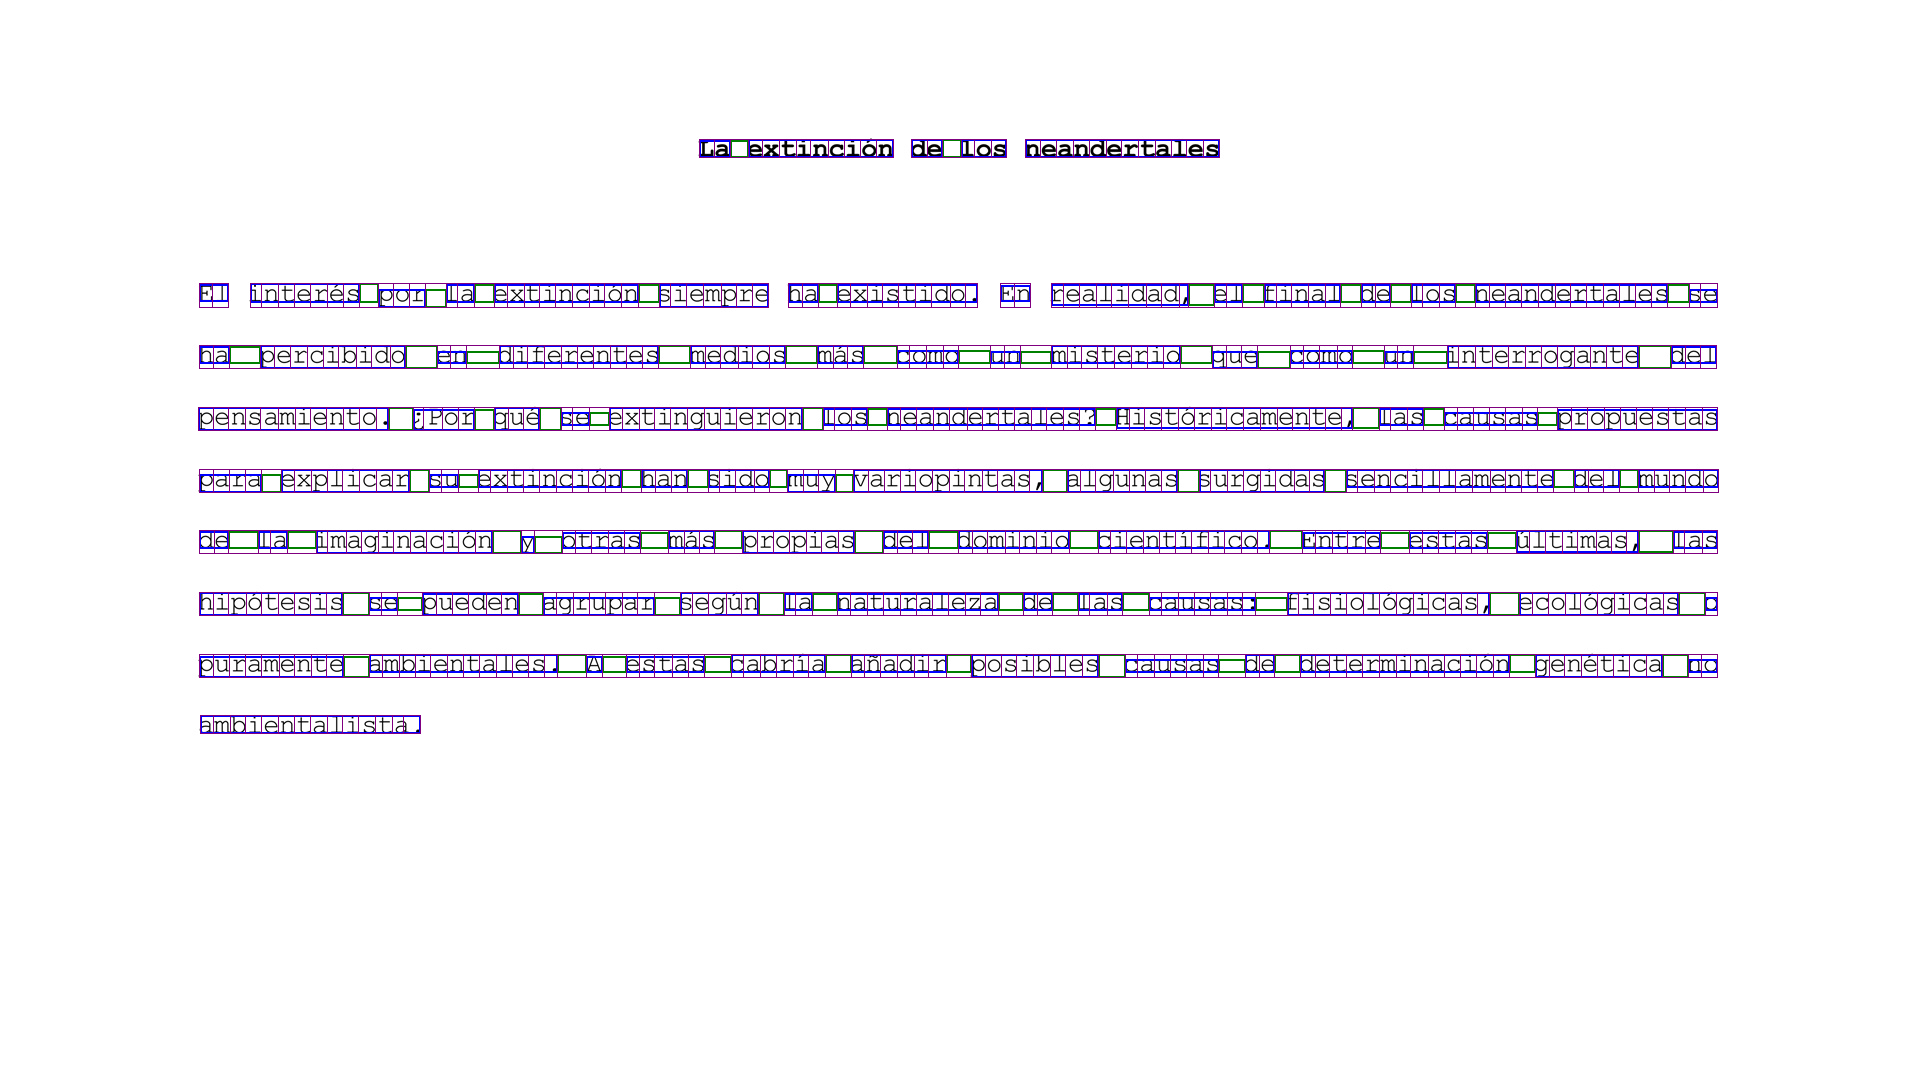 La extinción de los neandertales
El interés por la extinción siempre ha existido. En realidad, el final de los neandertales se
ha percibido en diferentes medios más como un misterio que como un interrogante del
pensamiento. ¿Por qué se extinguieron los neandertales? Históricamente, las causas propuestas
para explicar su extinción han sido muy variopintas, algunas surgidas sencillamente del mundo
de la imaginación y otras más propias del dominio científico. Entre estas últimas, las
hipótesis se pueden agrupar según la naturaleza de las causas: fisiológicas, ecológicas o
puramente ambientales. A estas cabría añadir posibles causas de determinación genética no
ambientalista.